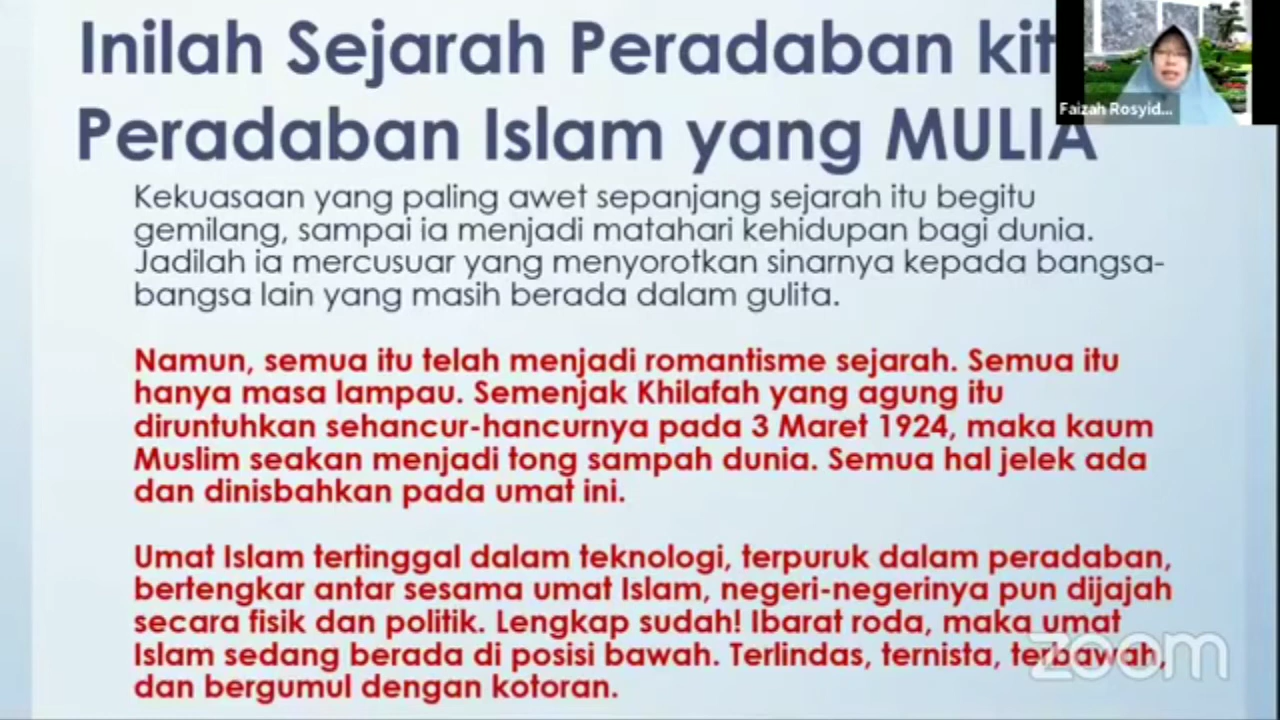 Inilah Sejarah Peradaban kit
Peradaban Islam yang MULIA
Faizah Rosyid...
Kekuasaan yang paling awet sepanjang sejarah itu begitu
gemilang, sampai ia menjadi matahari kehidupan bagi dunia.
Jadilah ia mercusuar yang menyorotkan sinarnya kepada bangsa-
bangsa lain yang masih berada dalam gulita.
Namun, semua itu telah menjadi romantisme sejarah. Semua itu
hanya masa lampau. Semenjak Khilafah yang agung itu
diruntuhkan sehancur-hancurnya pada 3 Maret 1924, maka kaum
Muslim seakan menjadi tong sampah dunia. Semua hal jelek ada
dan dinisbahkan pada umat ini.
Umat Islam tertinggal dalam teknologi, terpuruk dalam peradaban,
bertengkar antar sesama umat Islam, negeri-negerinya pun dijajah
secara fisik dan politik. Lengkap sudah! Ibarat roda, maka umat
Islam sedang berada di posisi bawah. Terlindas, ternista, terbawah,
dan bergumul dengan kotoran.
zoom